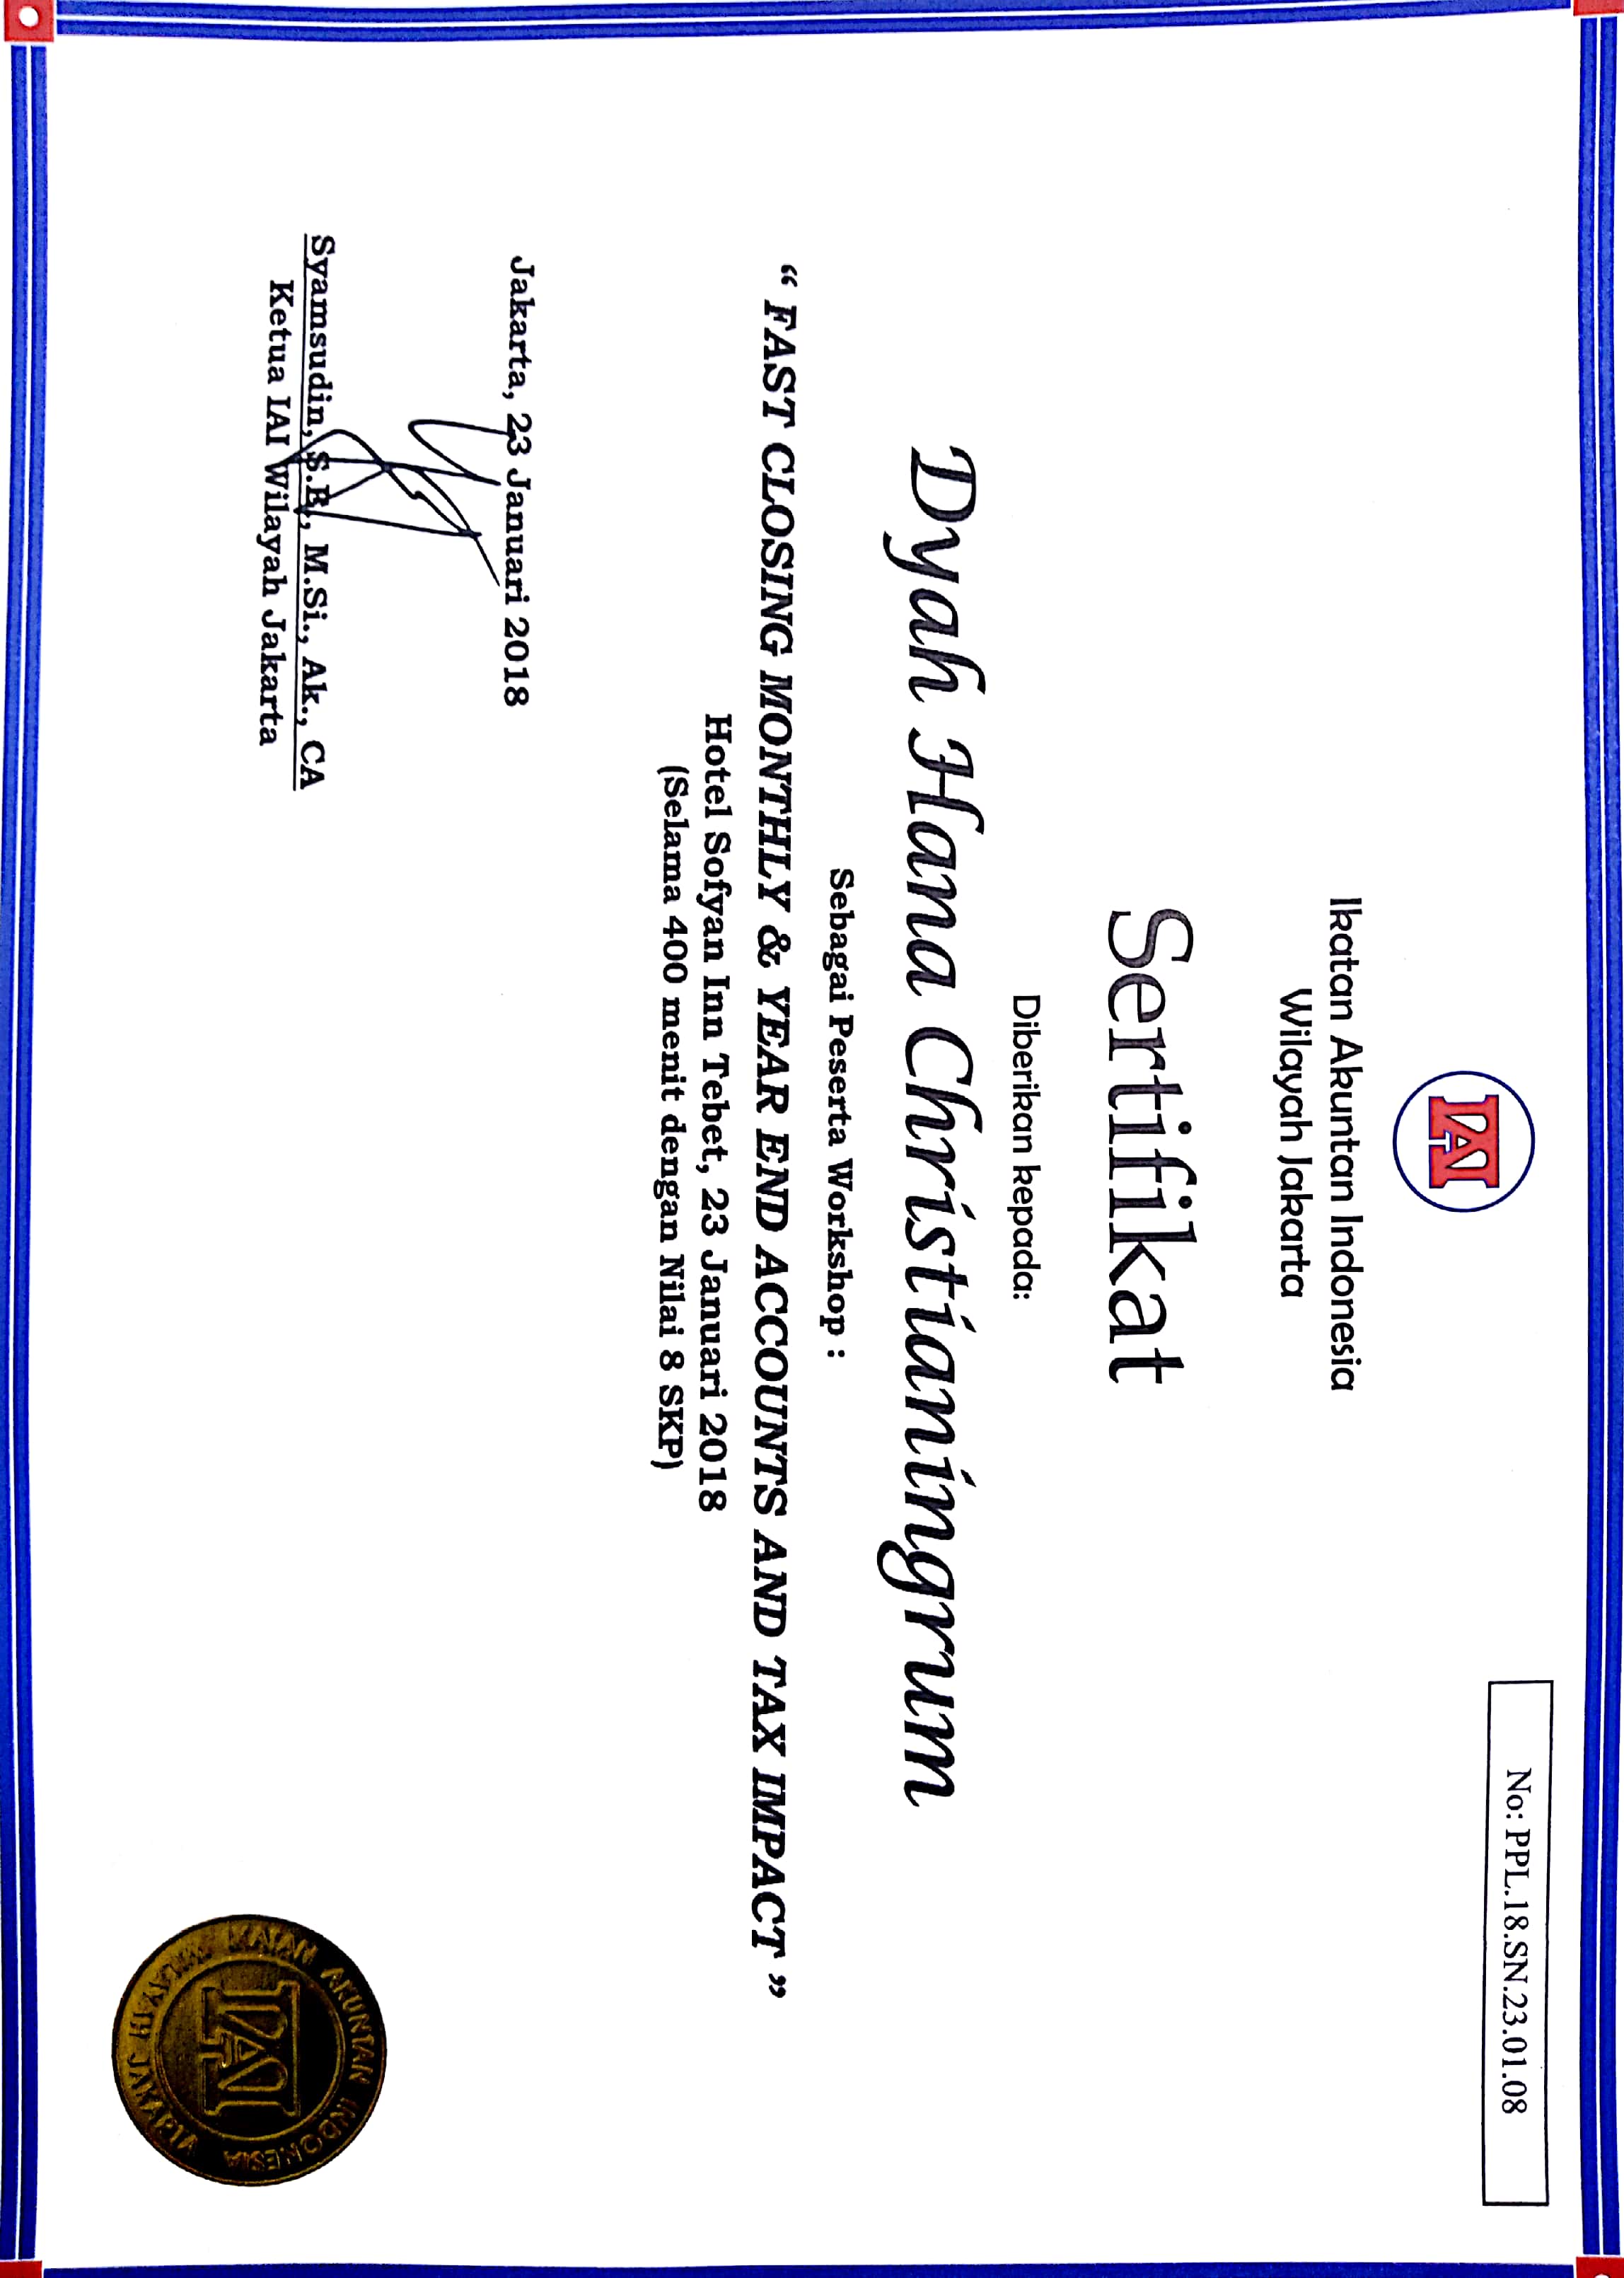 No: PPL.18.SN.23.01.08
IAI
Ikatan Akuntan Indonesia
Wilayah Jakarta
Sertifikat
Diberikan kepada:
Dyah Hana Christianingrum
Sebagai Peserta Workshop :
“ FAST CLOSING MONTHLY & YEAR END ACCOUNTS AND TAX IMPACT ”
Hotel Sofyan Inn Tebet, 23 Januari 2018
(Selama 400 menit dengan Nilai 8 SKP)
Jakarta, 23 Januari 2018
Syamsudin, S.E., M.Si., Ak., CA
Ketua IAI Wilayah Jakarta
IKATAN AKUNTAN INDONESIA
IAI
WILAYAH JAKARTA